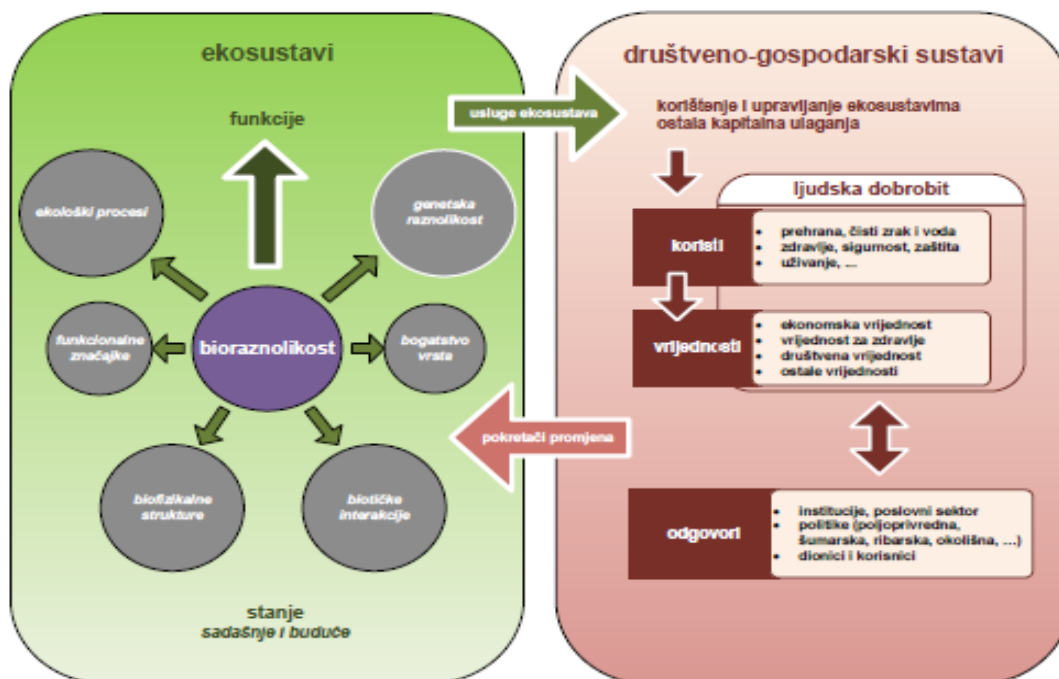 ekosustavi
funkcije
ekološki procesi
genetska
raznolikost
funkcionalne
značajke
bioraznolikost
bogatstvo
vrsta
biofizikalne
strukture
biotičke
interakcije
stanje
sadašnje i buduće
usluge ekosustava
pokretači promjena
društveno-gospodarski sustavi
korištenje i upravljanje ekosustavima
ostala kapitalna ulaganja
ljudska dobrobit
koristi
• prehrana, čisti zrak i voda
• zdravlje, sigurnost, zaštita
• uživanje, ...
vrijednosti
• ekonomska vrijednost
• vrijednost za zdravlje
• društvena vrijednost
• ostale vrijednosti
odgovori
• institucije, poslovni sektor
• politike (poljoprivredna,
šumarska, ribarska, okolišna, ...)
• dionici i korisnici